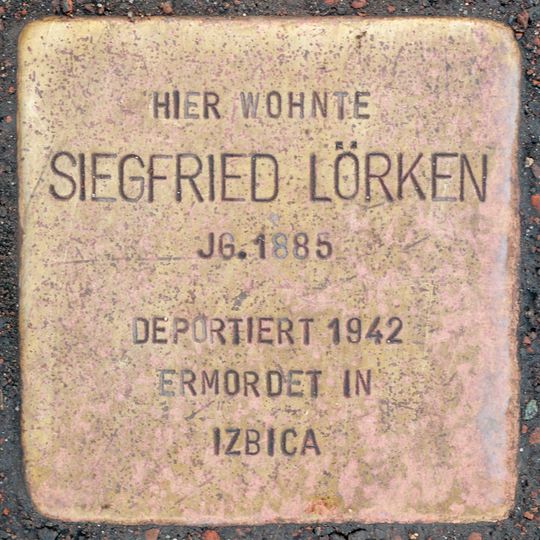 HIER WOHNTE
SIEGFRIED LÖRKEN
JG. 1885
DEPORTIERT 1942
ERMORDET IN
IZBICA